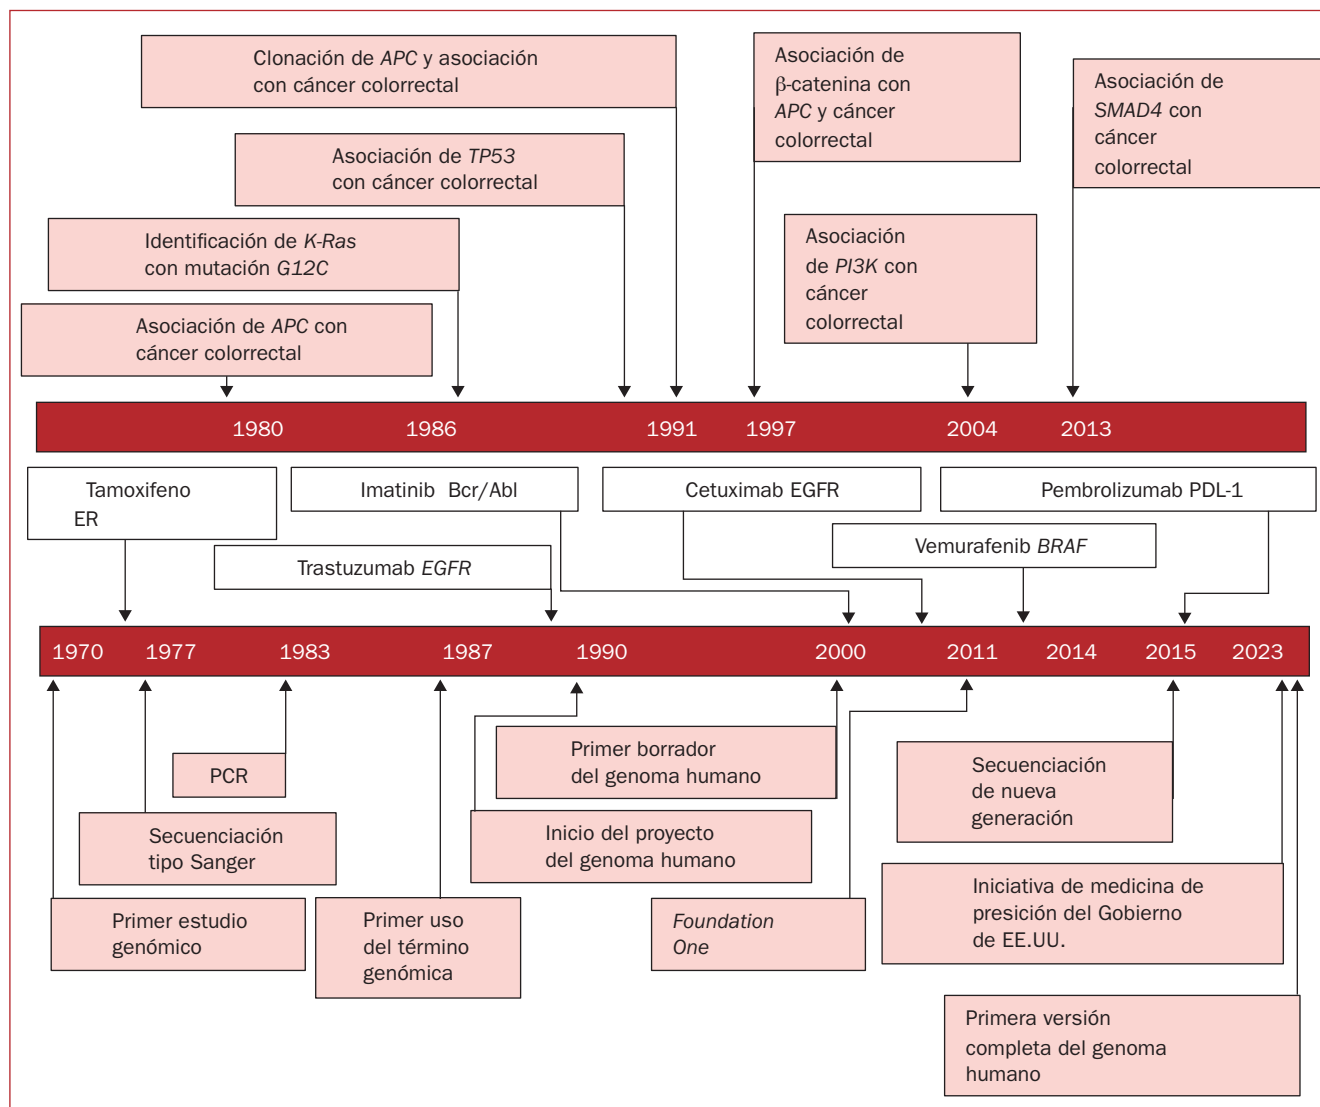 Clonación de APC y asociación
con cáncer colorrectal
Asociación de
β-catenina con
APC y cáncer
colorrectal
Asociación de
SMAD4 con
cáncer
colorrectal
Asociación de TP53
con cáncer colorrectal
Identificación de K-Ras
con mutación G12C
Asociación
de PI3K con
cáncer
colorrectal
Asociación de APC con
cáncer colorrectal
1980 1986 1991 1997 2004 2013
Tamoxifeno
ER
Imatinib Bcr/Abl
Cetuximab EGFR
Pembrolizumab PDL-1
Trastuzumab EGFR
Vemurafenib BRAF
1970 1977 1983 1987 1990 2000 2011 2014 2015 2023
PCR
Primer borrador
del genoma humano
Secuenciación
de nueva
generación
Secuenciación
tipo Sanger
Inicio del proyecto
del genoma humano
Primer estudio
genómico
Primer uso
del término
genómica
Foundation
One
Iniciativa de medicina de
presición del Gobierno
de EE.UU.
Primera versión
completa del genoma
humano